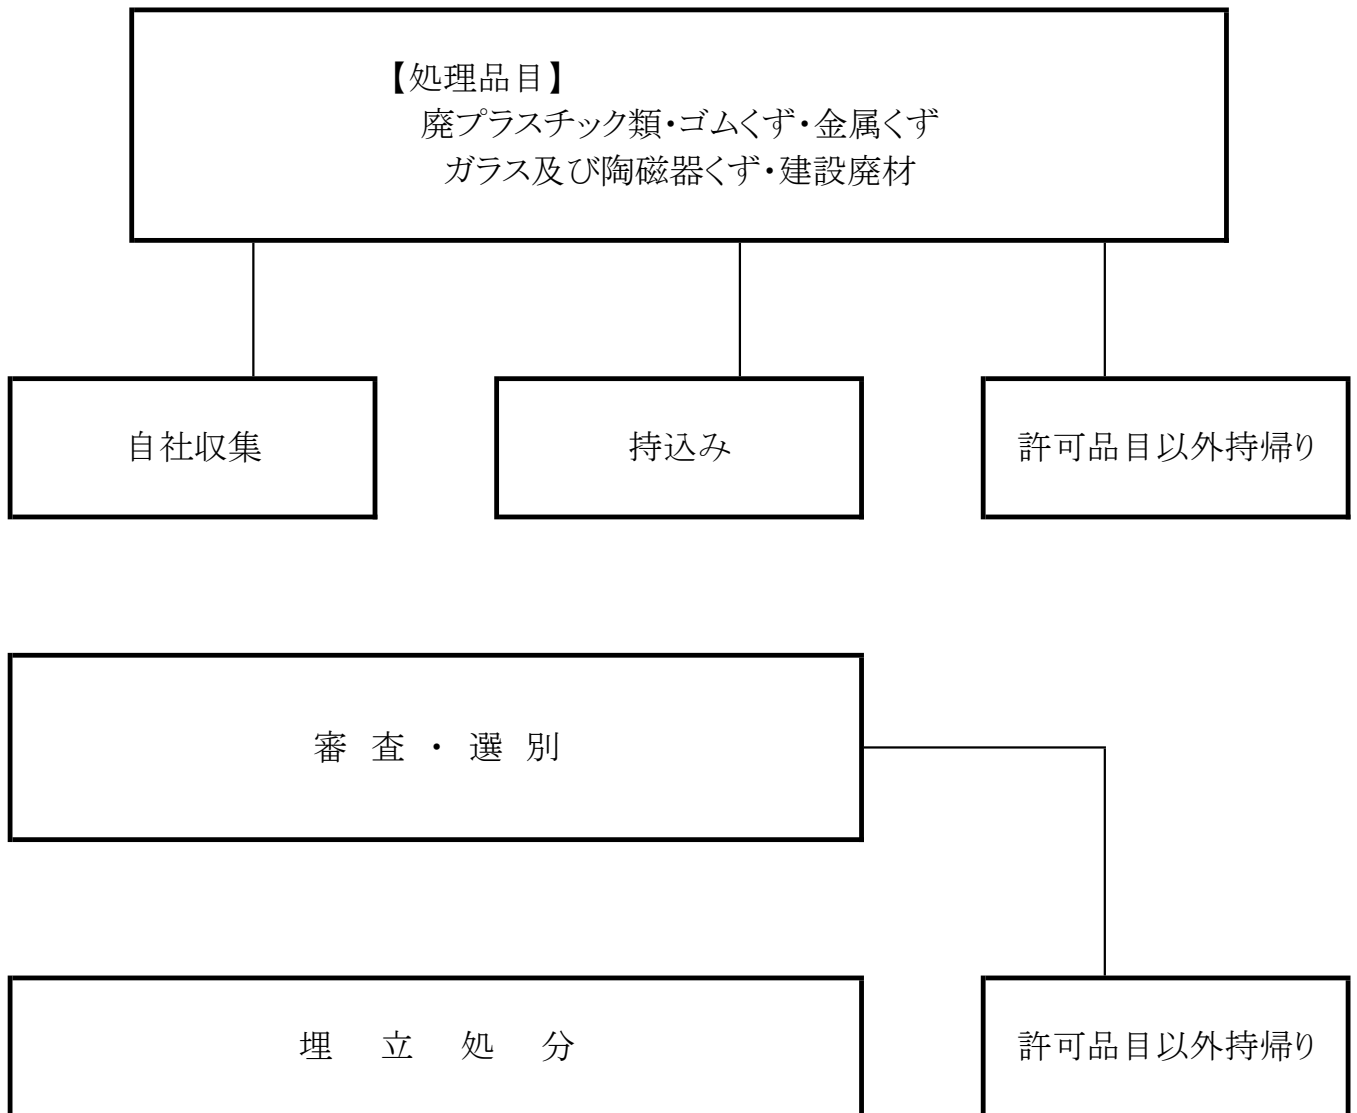 【処理品目】
廃プラスチック類・ゴムくず・金属くず
ガラス及び陶磁器くず・建設廃材
自社収集
持込み
許可品目以外持帰り
審 査 ・ 選 別
埋 立 処 分
許可品目以外持帰り